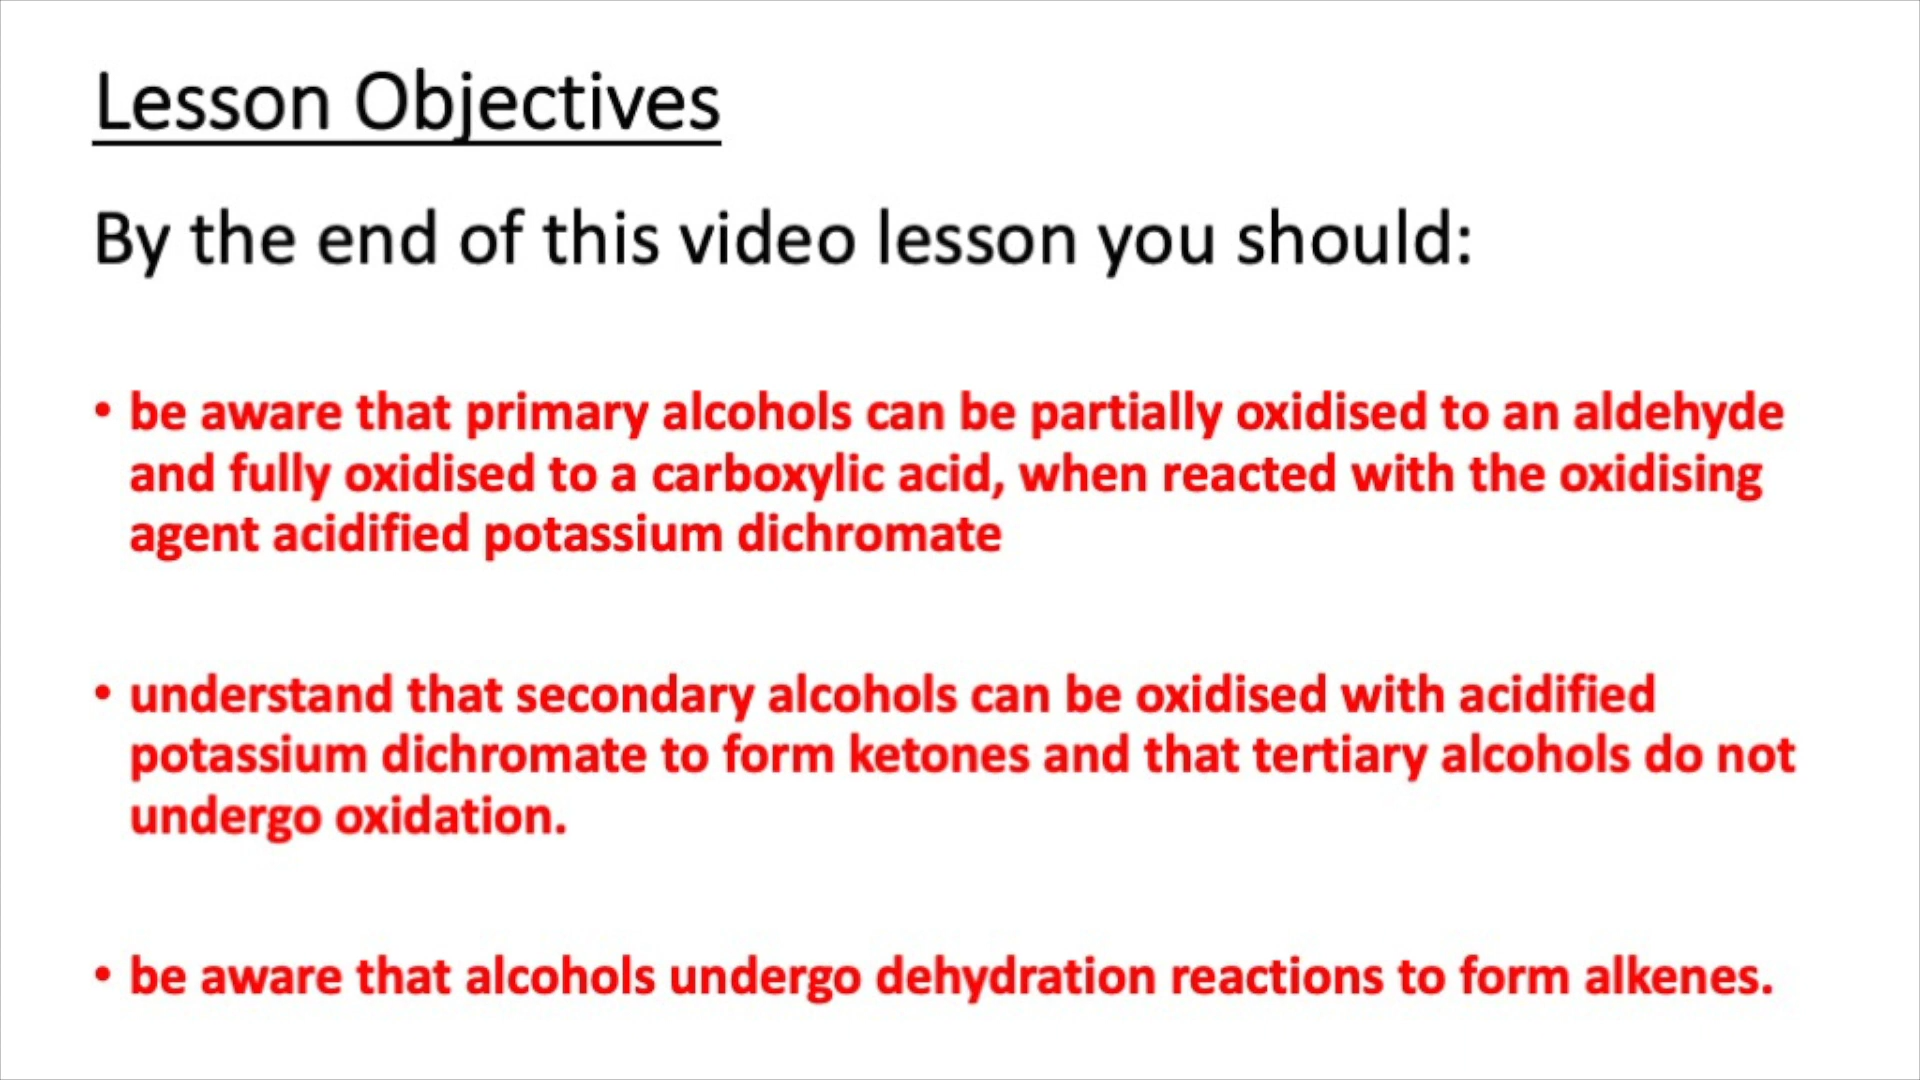 Lesson Objectives
By the end of this video lesson you should:
• be aware that primary alcohols can be partially oxidised to an aldehyde
and fully oxidised to a carboxylic acid, when reacted with the oxidising
agent acidified potassium dichromate
• understand that secondary alcohols can be oxidised with acidified
potassium dichromate to form ketones and that tertiary alcohols do not
undergo oxidation.
• be aware that alcohols undergo dehydration reactions to form alkenes.